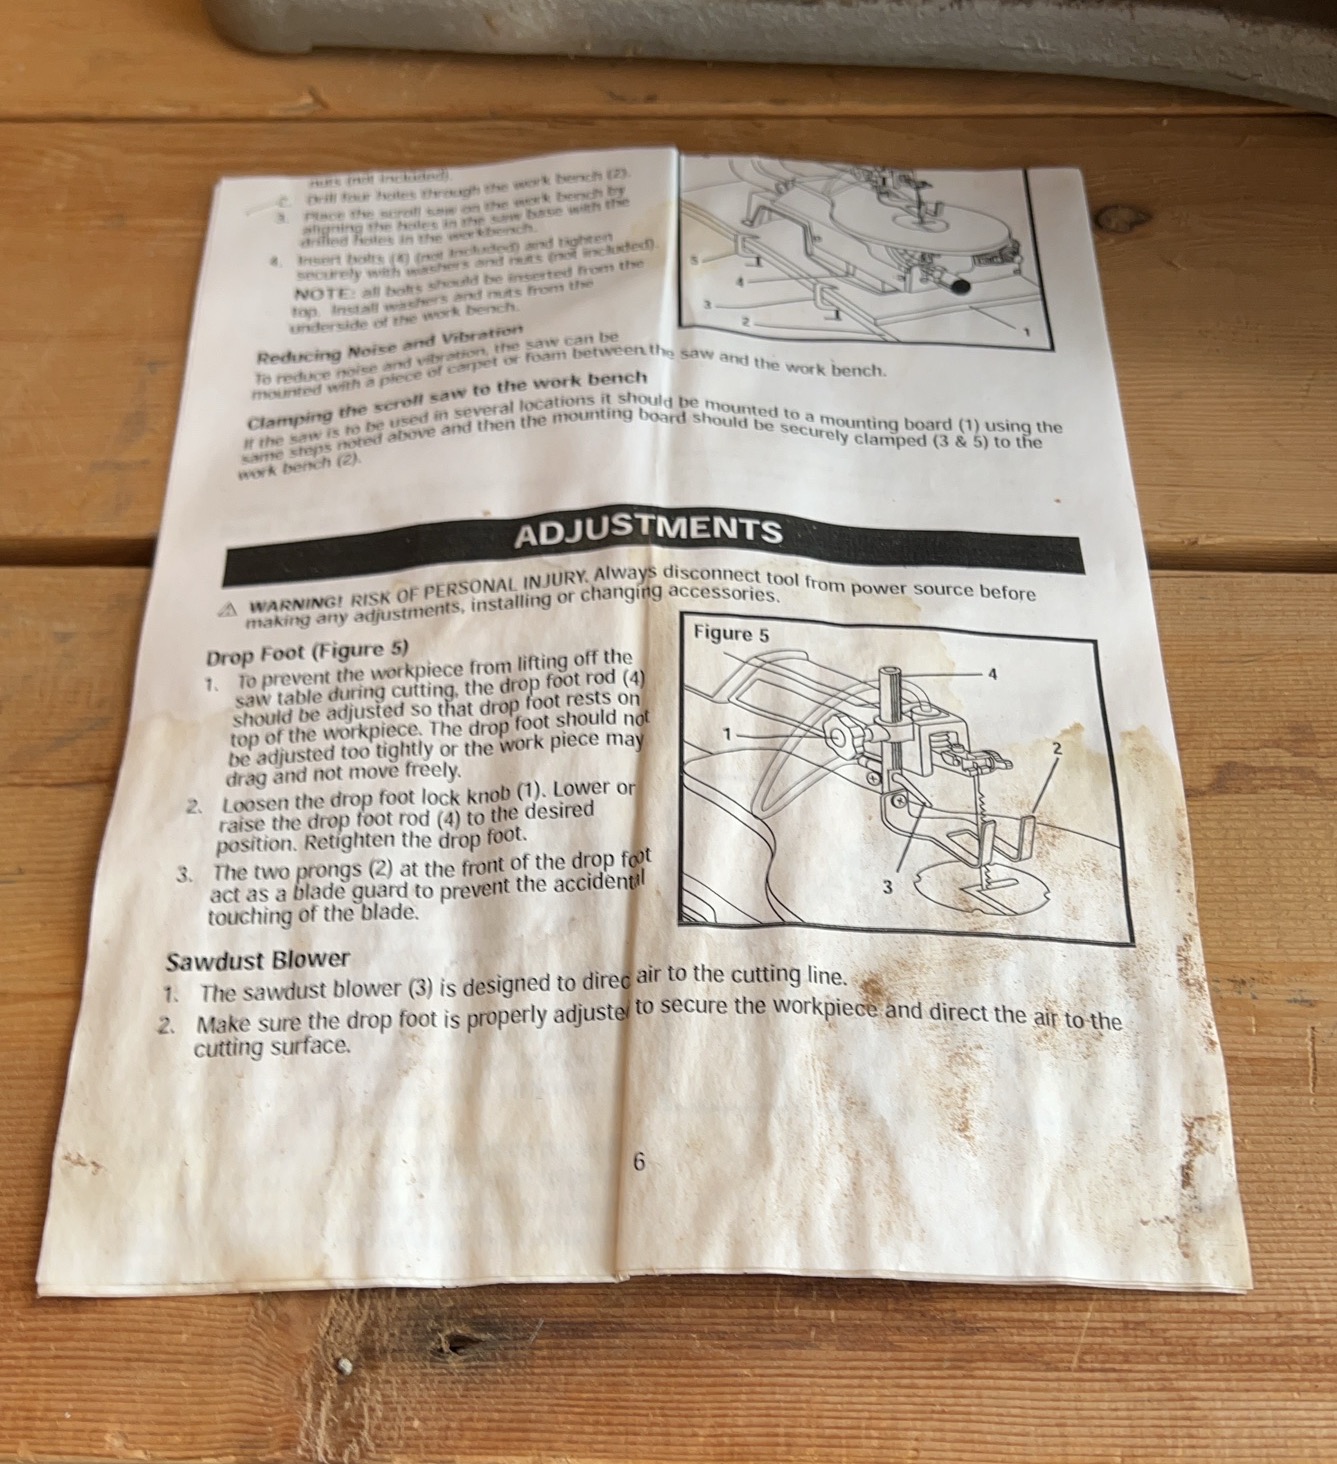 nuts (not included).
2. Drill four holes through the work bench (2).
3. Place the scroll saw on the work bench by
aligning the holes in the saw base with the
drilled holes in the workbench.
4. Insert bolts (4) (not included) and tighten
securely with washers and nuts (not included).
NOTE: all bolts should be inserted from the
top. Install washers and nuts from the
underside of the work bench.
5
4
3
2
1
Reducing Noise and Vibration
To reduce noise and vibration, the saw can be
mounted with a piece of carpet or foam between the saw and the work bench.
Clamping the scroll saw to the work bench
If the saw is to be used in several locations it should be mounted to a mounting board (1) using the
same steps noted above and then the mounting board should be securely clamped (3 & 5) to the
work bench (2).
ADJUSTMENTS
⚠ WARNING! RISK OF PERSONAL INJURY. Always disconnect tool from power source before
making any adjustments, installing or changing accessories.
Drop Foot (Figure 5)
1. To prevent the workpiece from lifting off the
saw table during cutting, the drop foot rod (4)
should be adjusted so that drop foot rests on
top of the workpiece. The drop foot should not
be adjusted too tightly or the work piece may
drag and not move freely.
2. Loosen the drop foot lock knob (1). Lower or
raise the drop foot rod (4) to the desired
position. Retighten the drop foot.
3. The two prongs (2) at the front of the drop foot
act as a blade guard to prevent the accidental
touching of the blade.
Figure 5
4
1
2
3
Sawdust Blower
1. The sawdust blower (3) is designed to direc air to the cutting line.
2. Make sure the drop foot is properly adjuste to secure the workpiece and direct the air to the
cutting surface.
6